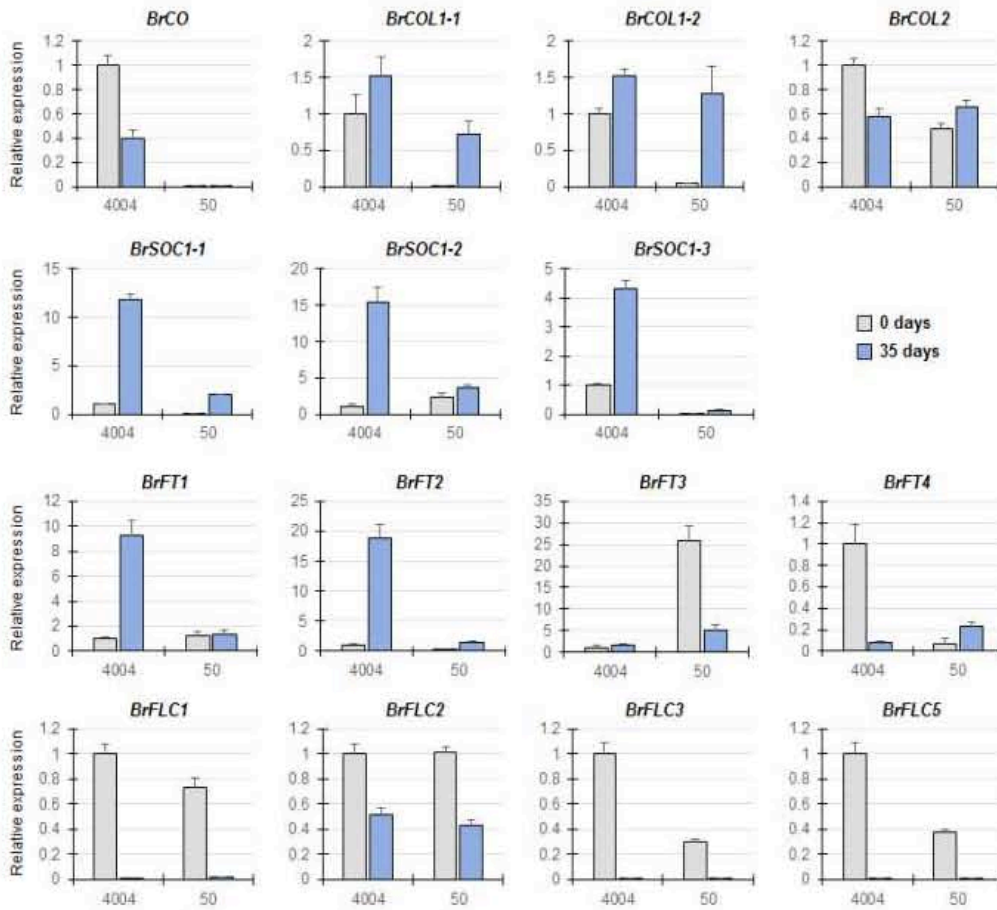 BrCO BrCOL1-1 BrCOL1-2 BrCOL2
Relative expression
1.2 1 0.8 0.6 0.4 0.2 0
4004 50
2 1.5 1 0.5 0
4004 50
2 1.5 1 0.5 0
4004 50
1.2 1 0.8 0.6 0.4 0.2 0
4004 50
BrSOC1-1 BrSOC1-2 BrSOC1-3
Relative expression
15 10 5 0
4004 50
20 15 10 5 0
4004 50
5 4 3 2 1 0
4004 50
0 days
35 days
BrFT1 BrFT2 BrFT3 BrFT4
Relative expression
12 10 8 6 4 2 0
4004 50
25 20 15 10 5 0
4004 50
35 30 25 20 15 10 5 0
4004 50
1.4 1.2 1 0.8 0.6 0.4 0.2 0
4004 50
BrFLC1 BrFLC2 BrFLC3 BrFLC5
Relative expression
1.2 1 0.8 0.6 0.4 0.2 0
4004 50
1.2 1 0.8 0.6 0.4 0.2 0
4004 50
1.2 1 0.8 0.6 0.4 0.2 0
4004 50
1.2 1 0.8 0.6 0.4 0.2 0
4004 50